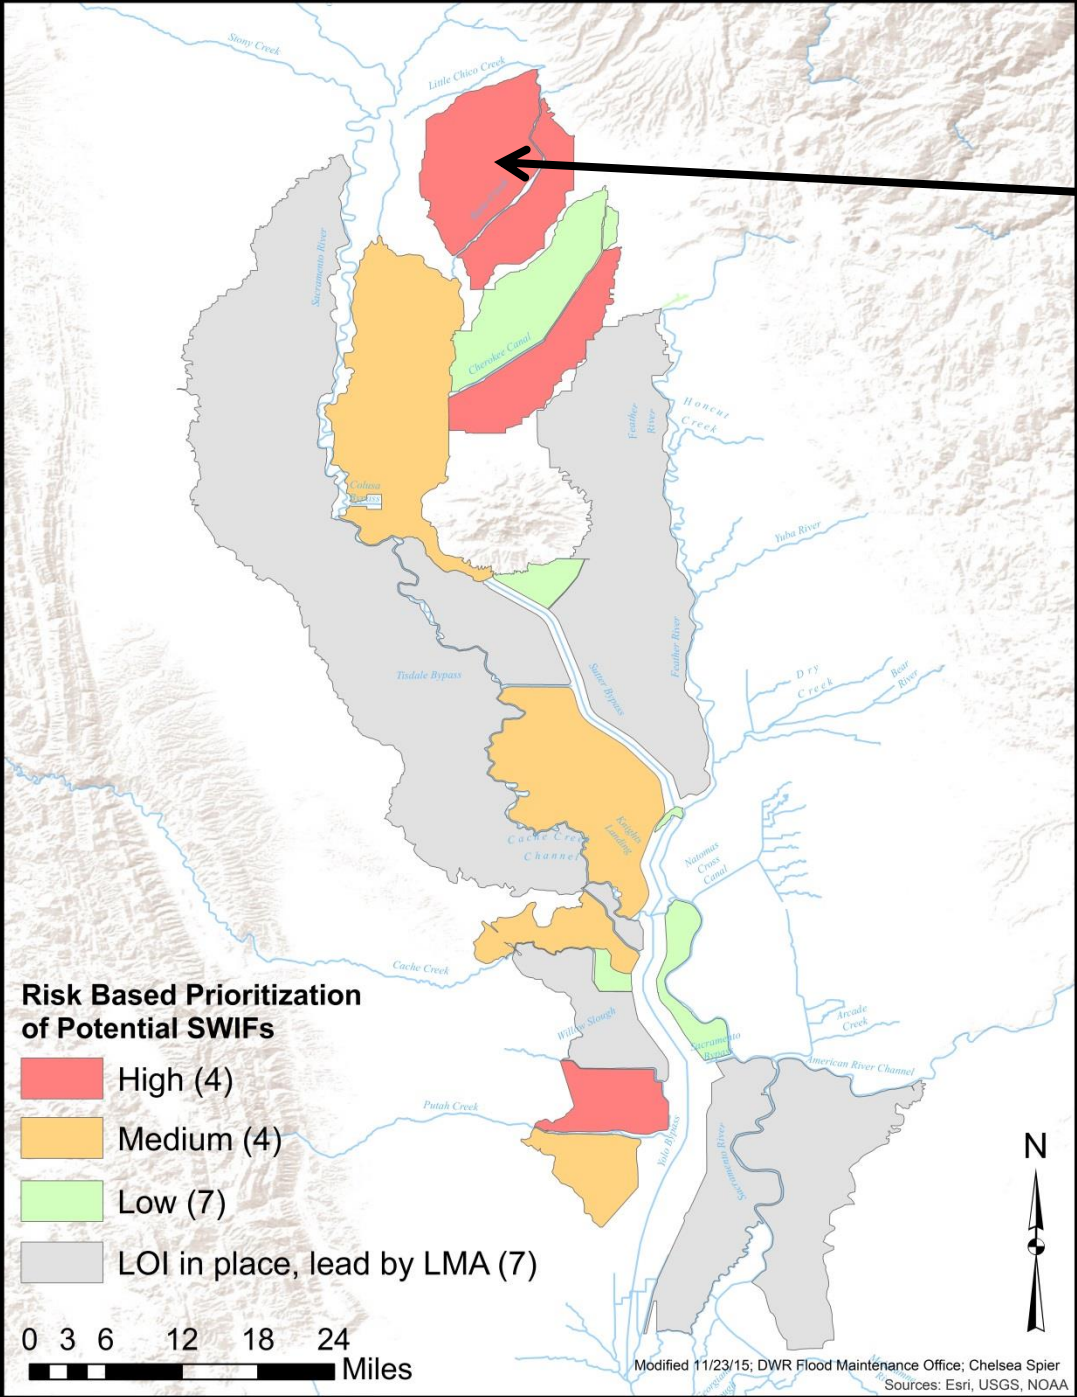 Stony Creek
Little Chico Creek
Sacramento River
Cherokee Canal
Feather
River
Honcut
Creek
Colusa
Bypass
Yuba River
Feather River
Tisdale Bypass
Sutter Bypass
Dry
Creek
Bear
River
Knights
Landing
Cache Creek
Channel
Natomas
Cross
Canal
Cache Creek
Willow Slough
Sacramento
Bypass
Arcade
Creek
American River Channel
Putah Creek
Yolo Bypass
Sacramento River
Risk Based Prioritization
of Potential SWIFs
High (4)
Medium (4)
Low (7)
LOI in place, lead by LMA (7)
0 3 6 12 18 24
Miles
N
Modified 11/23/15; DWR Flood Maintenance Office; Chelsea Spier
Sources: Esri, USGS, NOAA